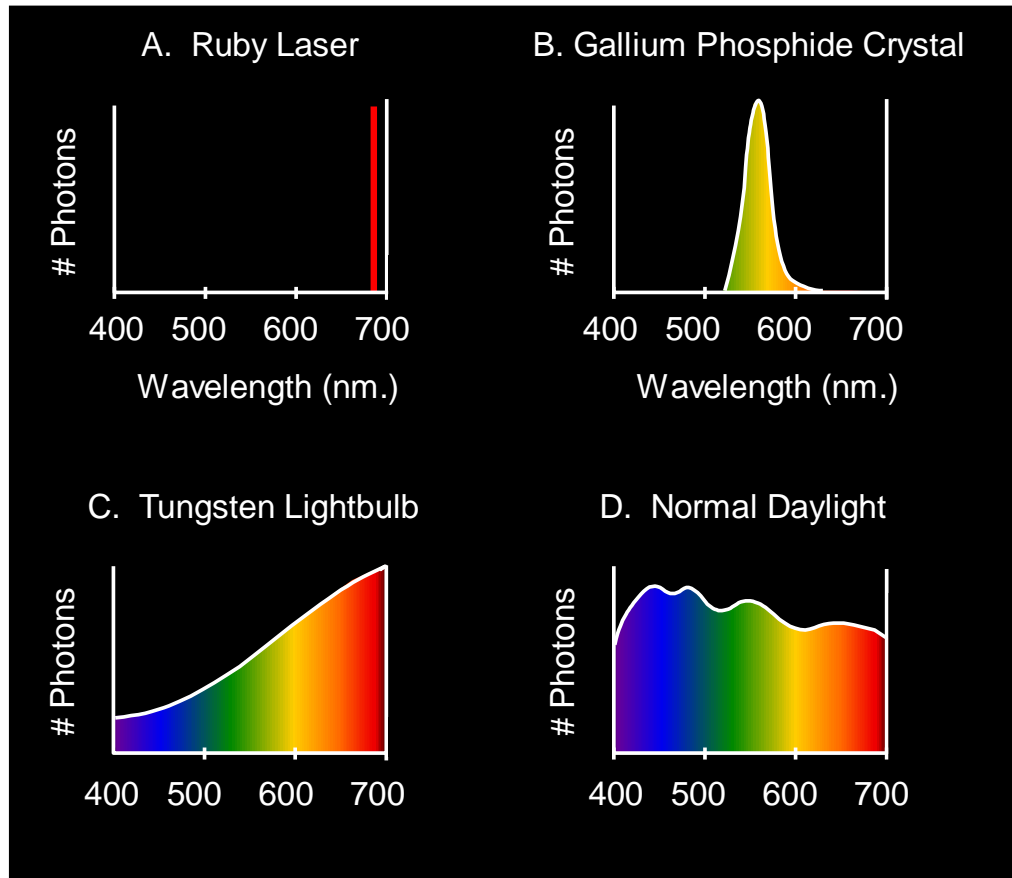 A. Ruby Laser
# Photons
400 500 600 700
Wavelength (nm.)
B. Gallium Phosphide Crystal
# Photons
400 500 600 700
Wavelength (nm.)
C. Tungsten Lightbulb
# Photons
400 500 600 700
D. Normal Daylight
# Photons
400 500 600 700